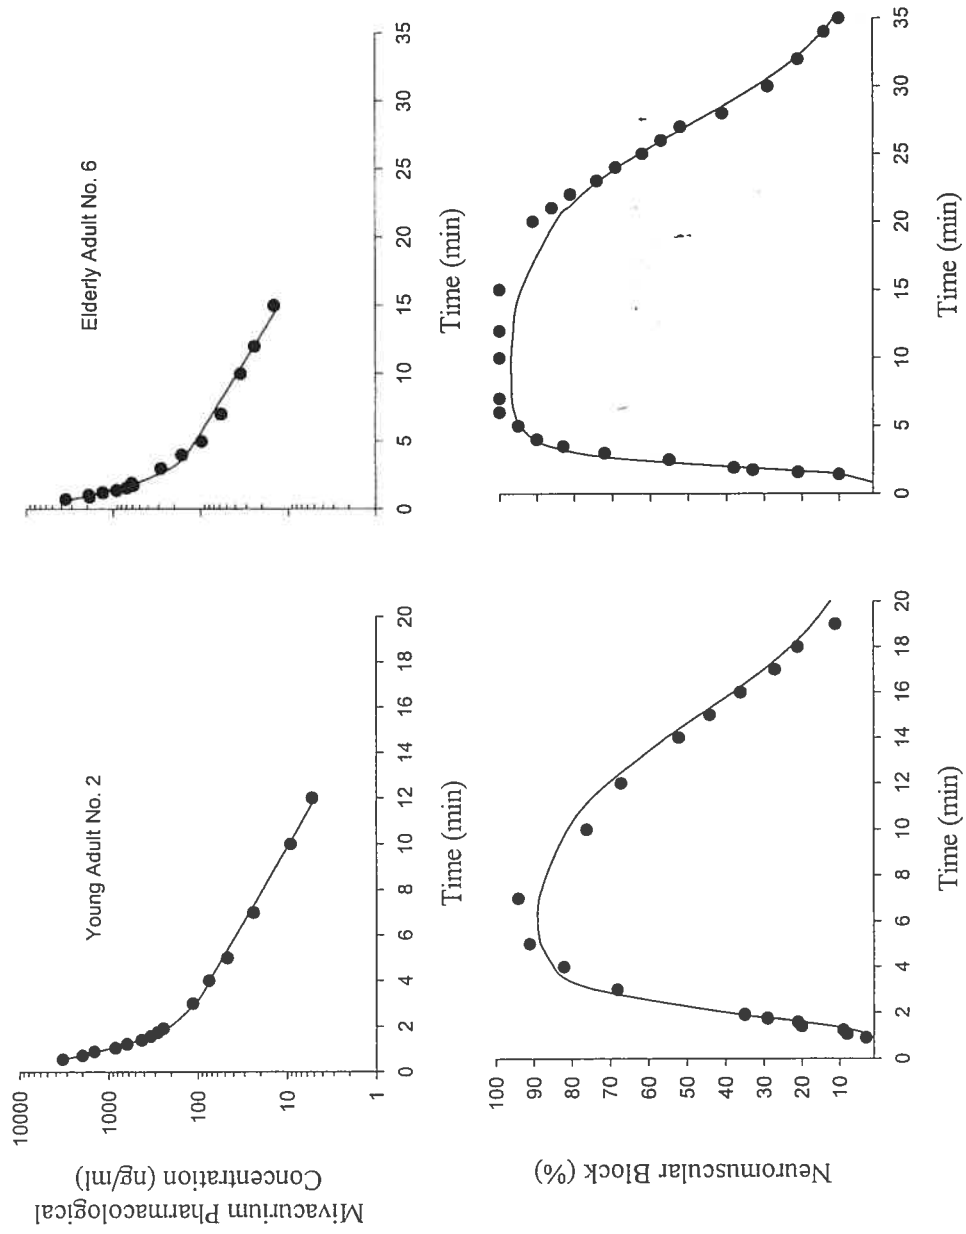 Mivacurium Pharmacological
Concentration (ng/ml)
10000
1000
100
10
1
Young Adult No. 2
0 2 4 6 8 10 12 14 16 18 20
Time (min)
Elderly Adult No. 6
0 5 10 15 20 25 30 35
Time (min)
Neuromuscular Block (%)
100
90
80
70
60
50
40
30
20
10
0 2 4 6 8 10 12 14 16 18 20
Time (min)
0 5 10 15 20 25 30 35
Time (min)